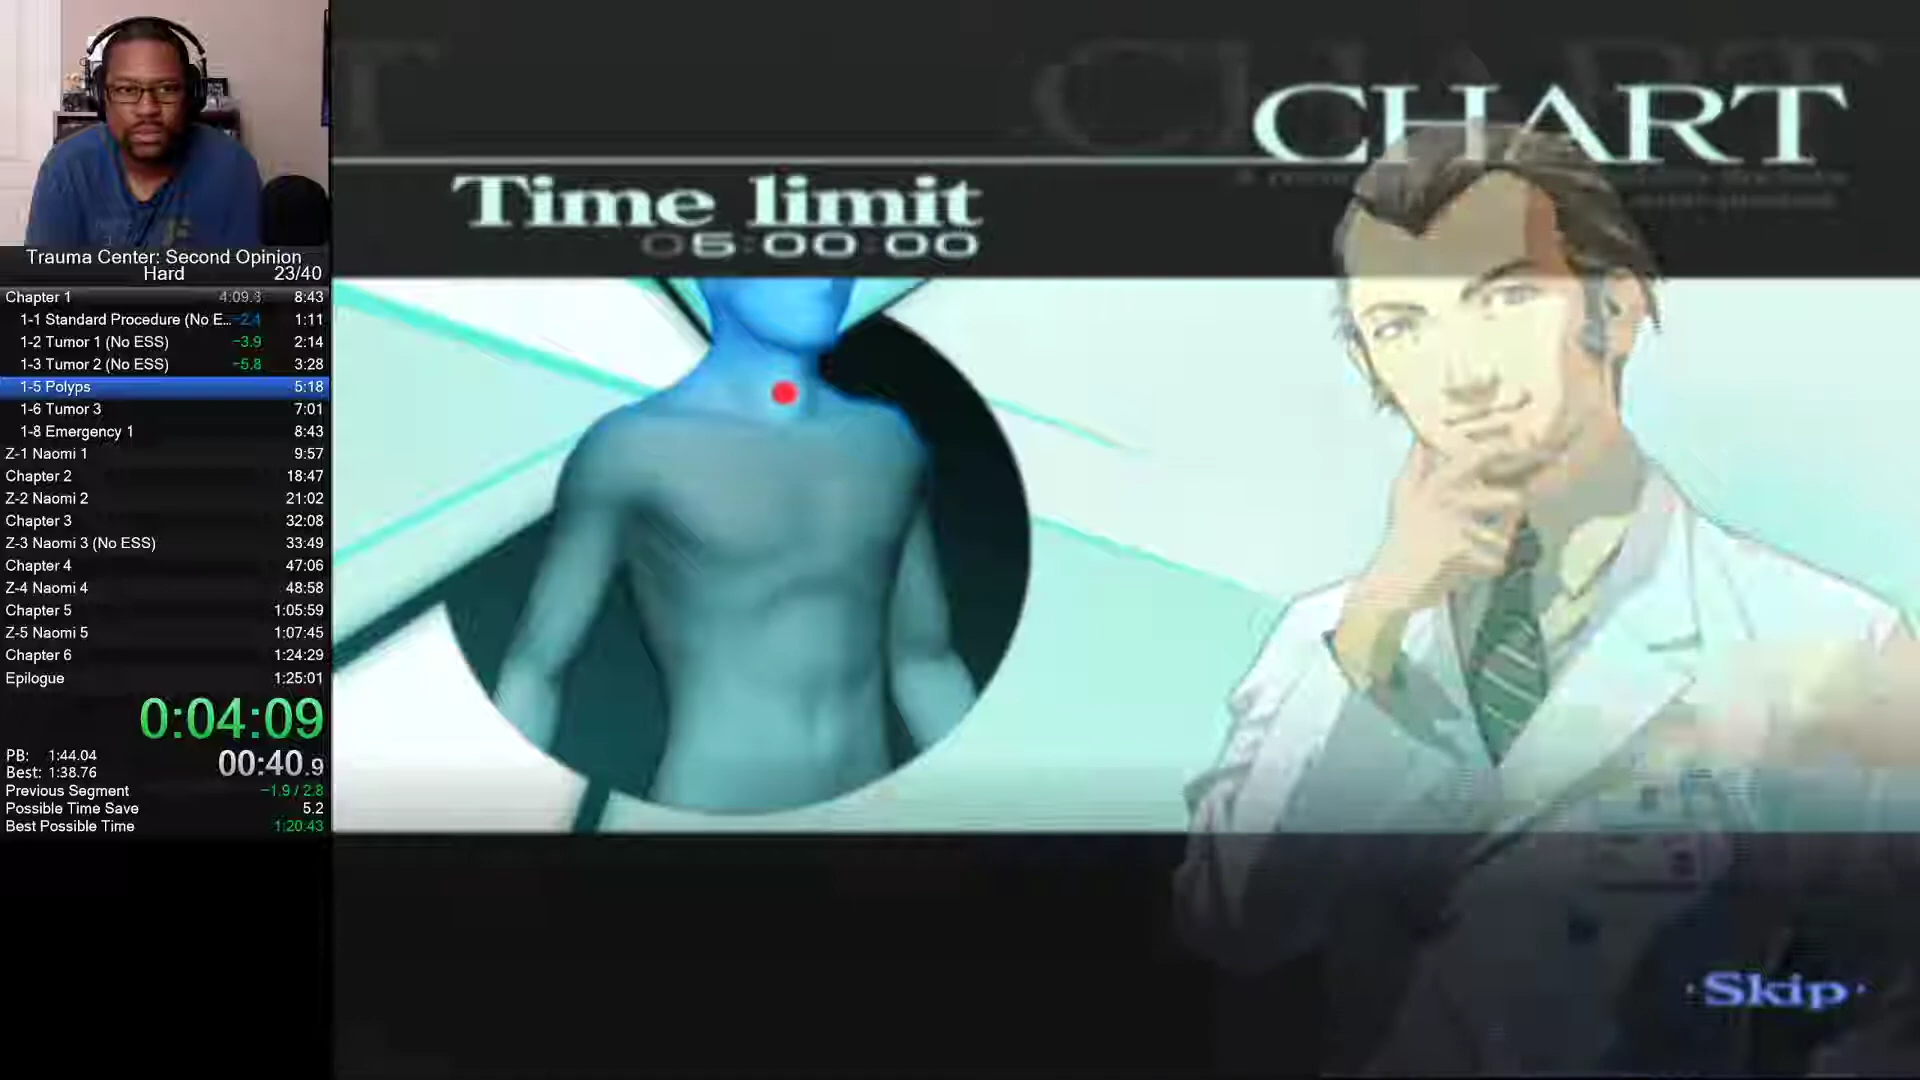 CHART
Time limit
05:00:00
Trauma Center: Second Opinion
Hard 23/40
Chapter 1 4:09.3 8:43
1-1 Standard Procedure (No E... -2.4 1:11
1-2 Tumor 1 (No ESS) -3.9 2:14
1-3 Tumor 2 (No ESS) -5.8 3:28
1-5 Polyps 5:18
1-6 Tumor 3 7:01
1-8 Emergency 1 8:43
Z-1 Naomi 1 9:57
Chapter 2 18:47
Z-2 Naomi 2 21:02
Chapter 3 32:08
Z-3 Naomi 3 (No ESS) 33:49
Chapter 4 47:06
Z-4 Naomi 4 48:58
Chapter 5 1:05:59
Z-5 Naomi 5 1:07:45
Chapter 6 1:24:29
Epilogue 1:25:01
0:04:09
PB: 1:44.04
Best: 1:38.76
00:40.9
Previous Segment -1.9 / 2.8
Possible Time Save 5.2
Best Possible Time 1:20:43
Skip